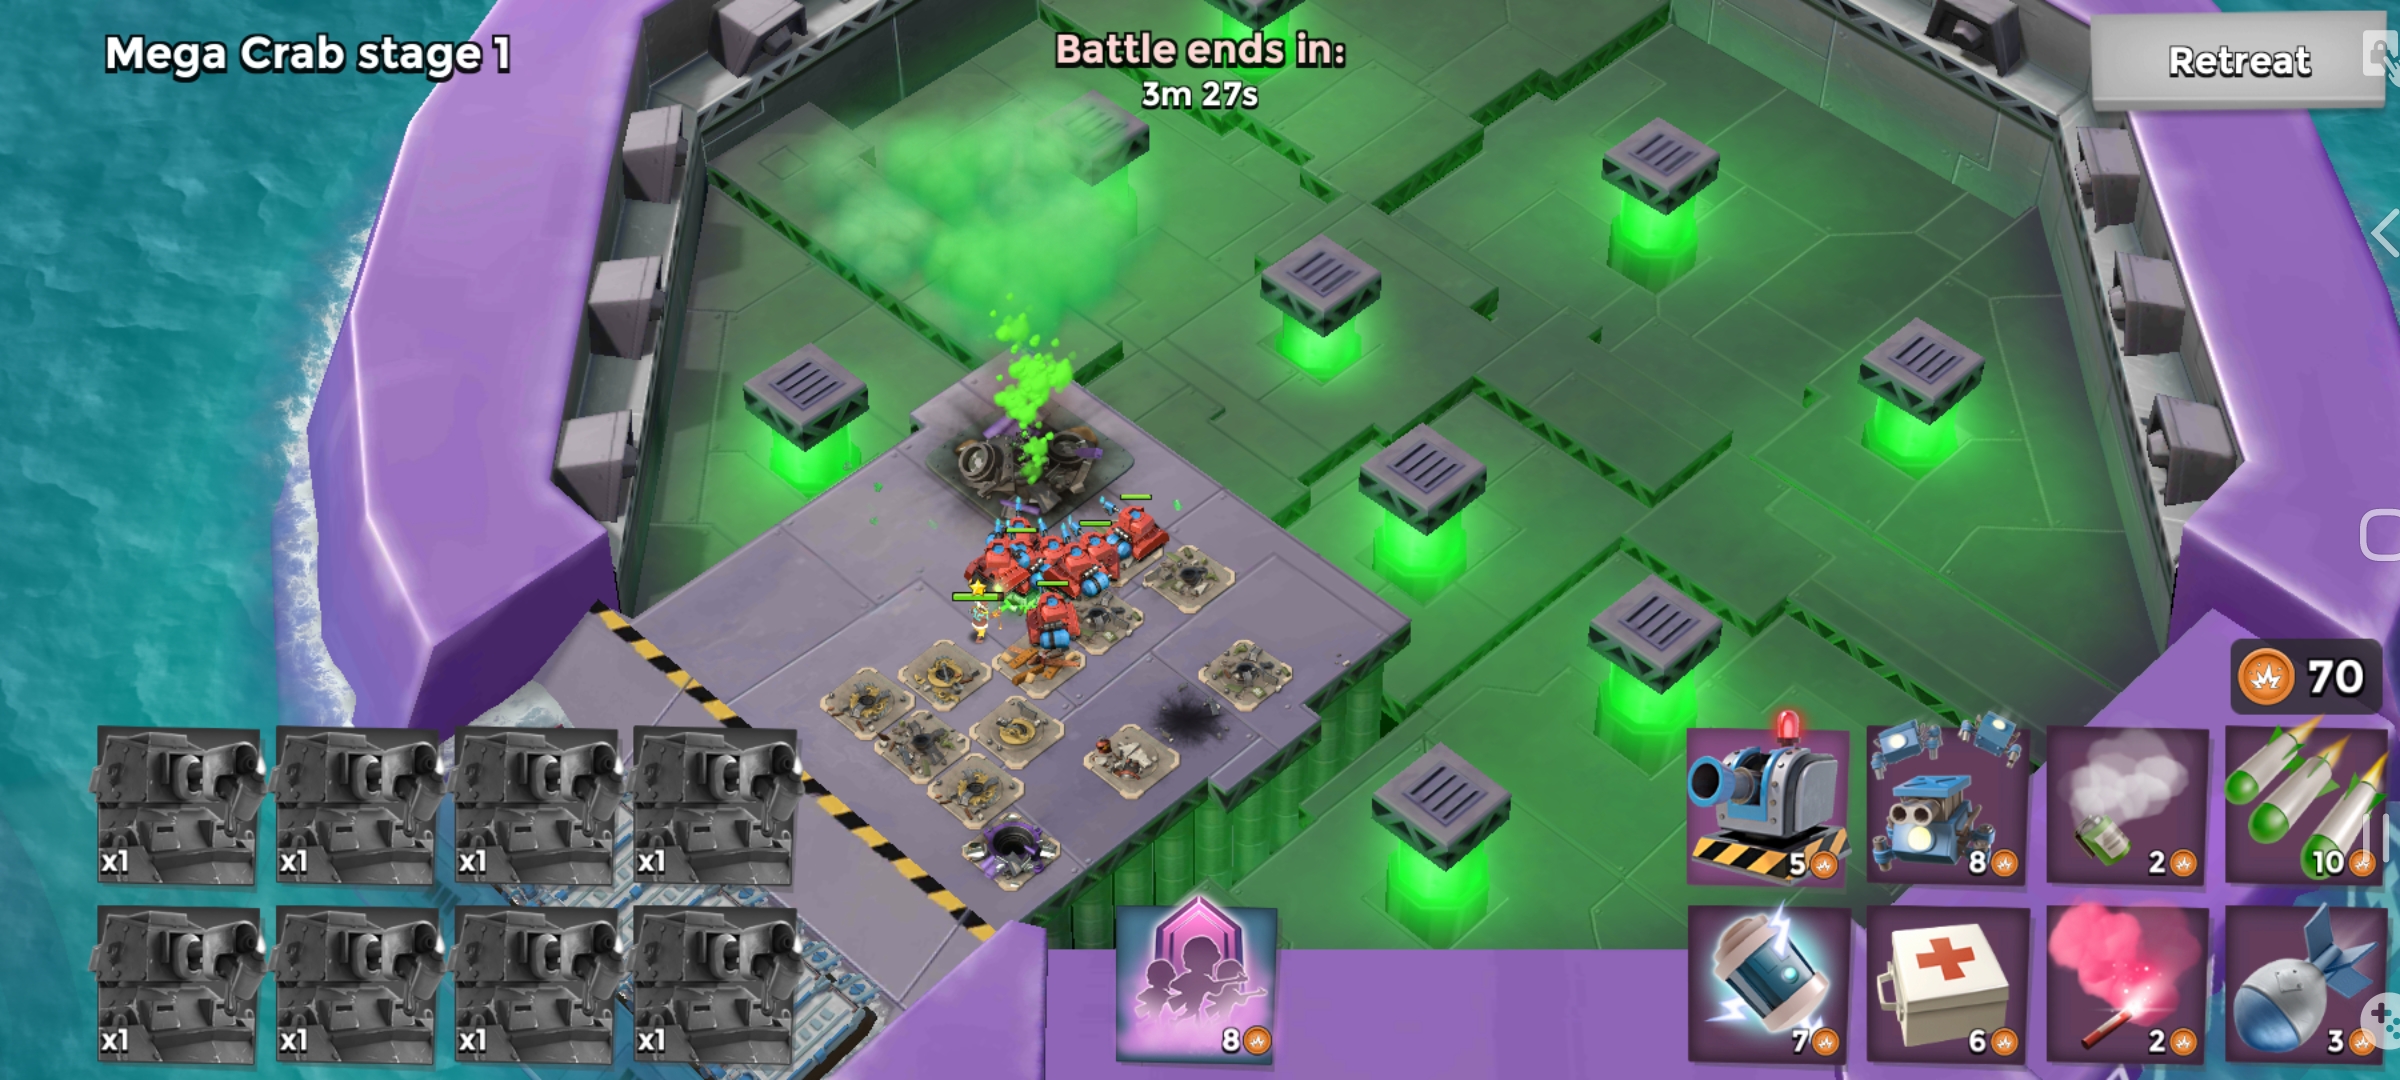 Mega Crab stage 1
Battle ends in:
3m 27s
Retreat
70
x1
x1
x1
x1
5
8
2
10
x1
x1
x1
x1
8
7
6
2
3